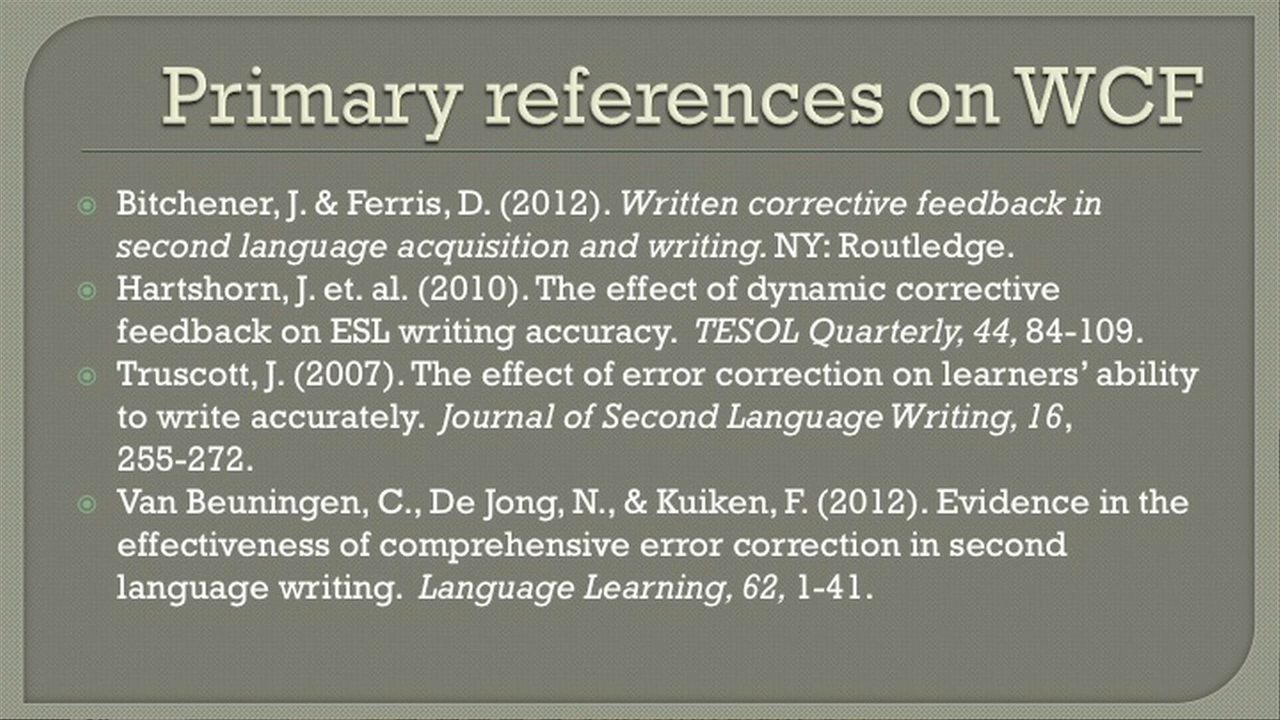 Primary references on WCF
Bitchener, J. & Ferris, D. (2012). Written corrective feedback in
second language acquisition and writing. NY: Routledge.
Hartshorn, J. et. al. (2010). The effect of dynamic corrective
feedback on ESL writing accuracy. TESOL Quarterly, 44, 84-109.
Truscott, J. (2007). The effect of error correction on learners’ ability
to write accurately. Journal of Second Language Writing, 16,
255-272.
Van Beuningen, C., De Jong, N., & Kuiken, F. (2012). Evidence in the
effectiveness of comprehensive error correction in second
language writing. Language Learning, 62, 1-41.